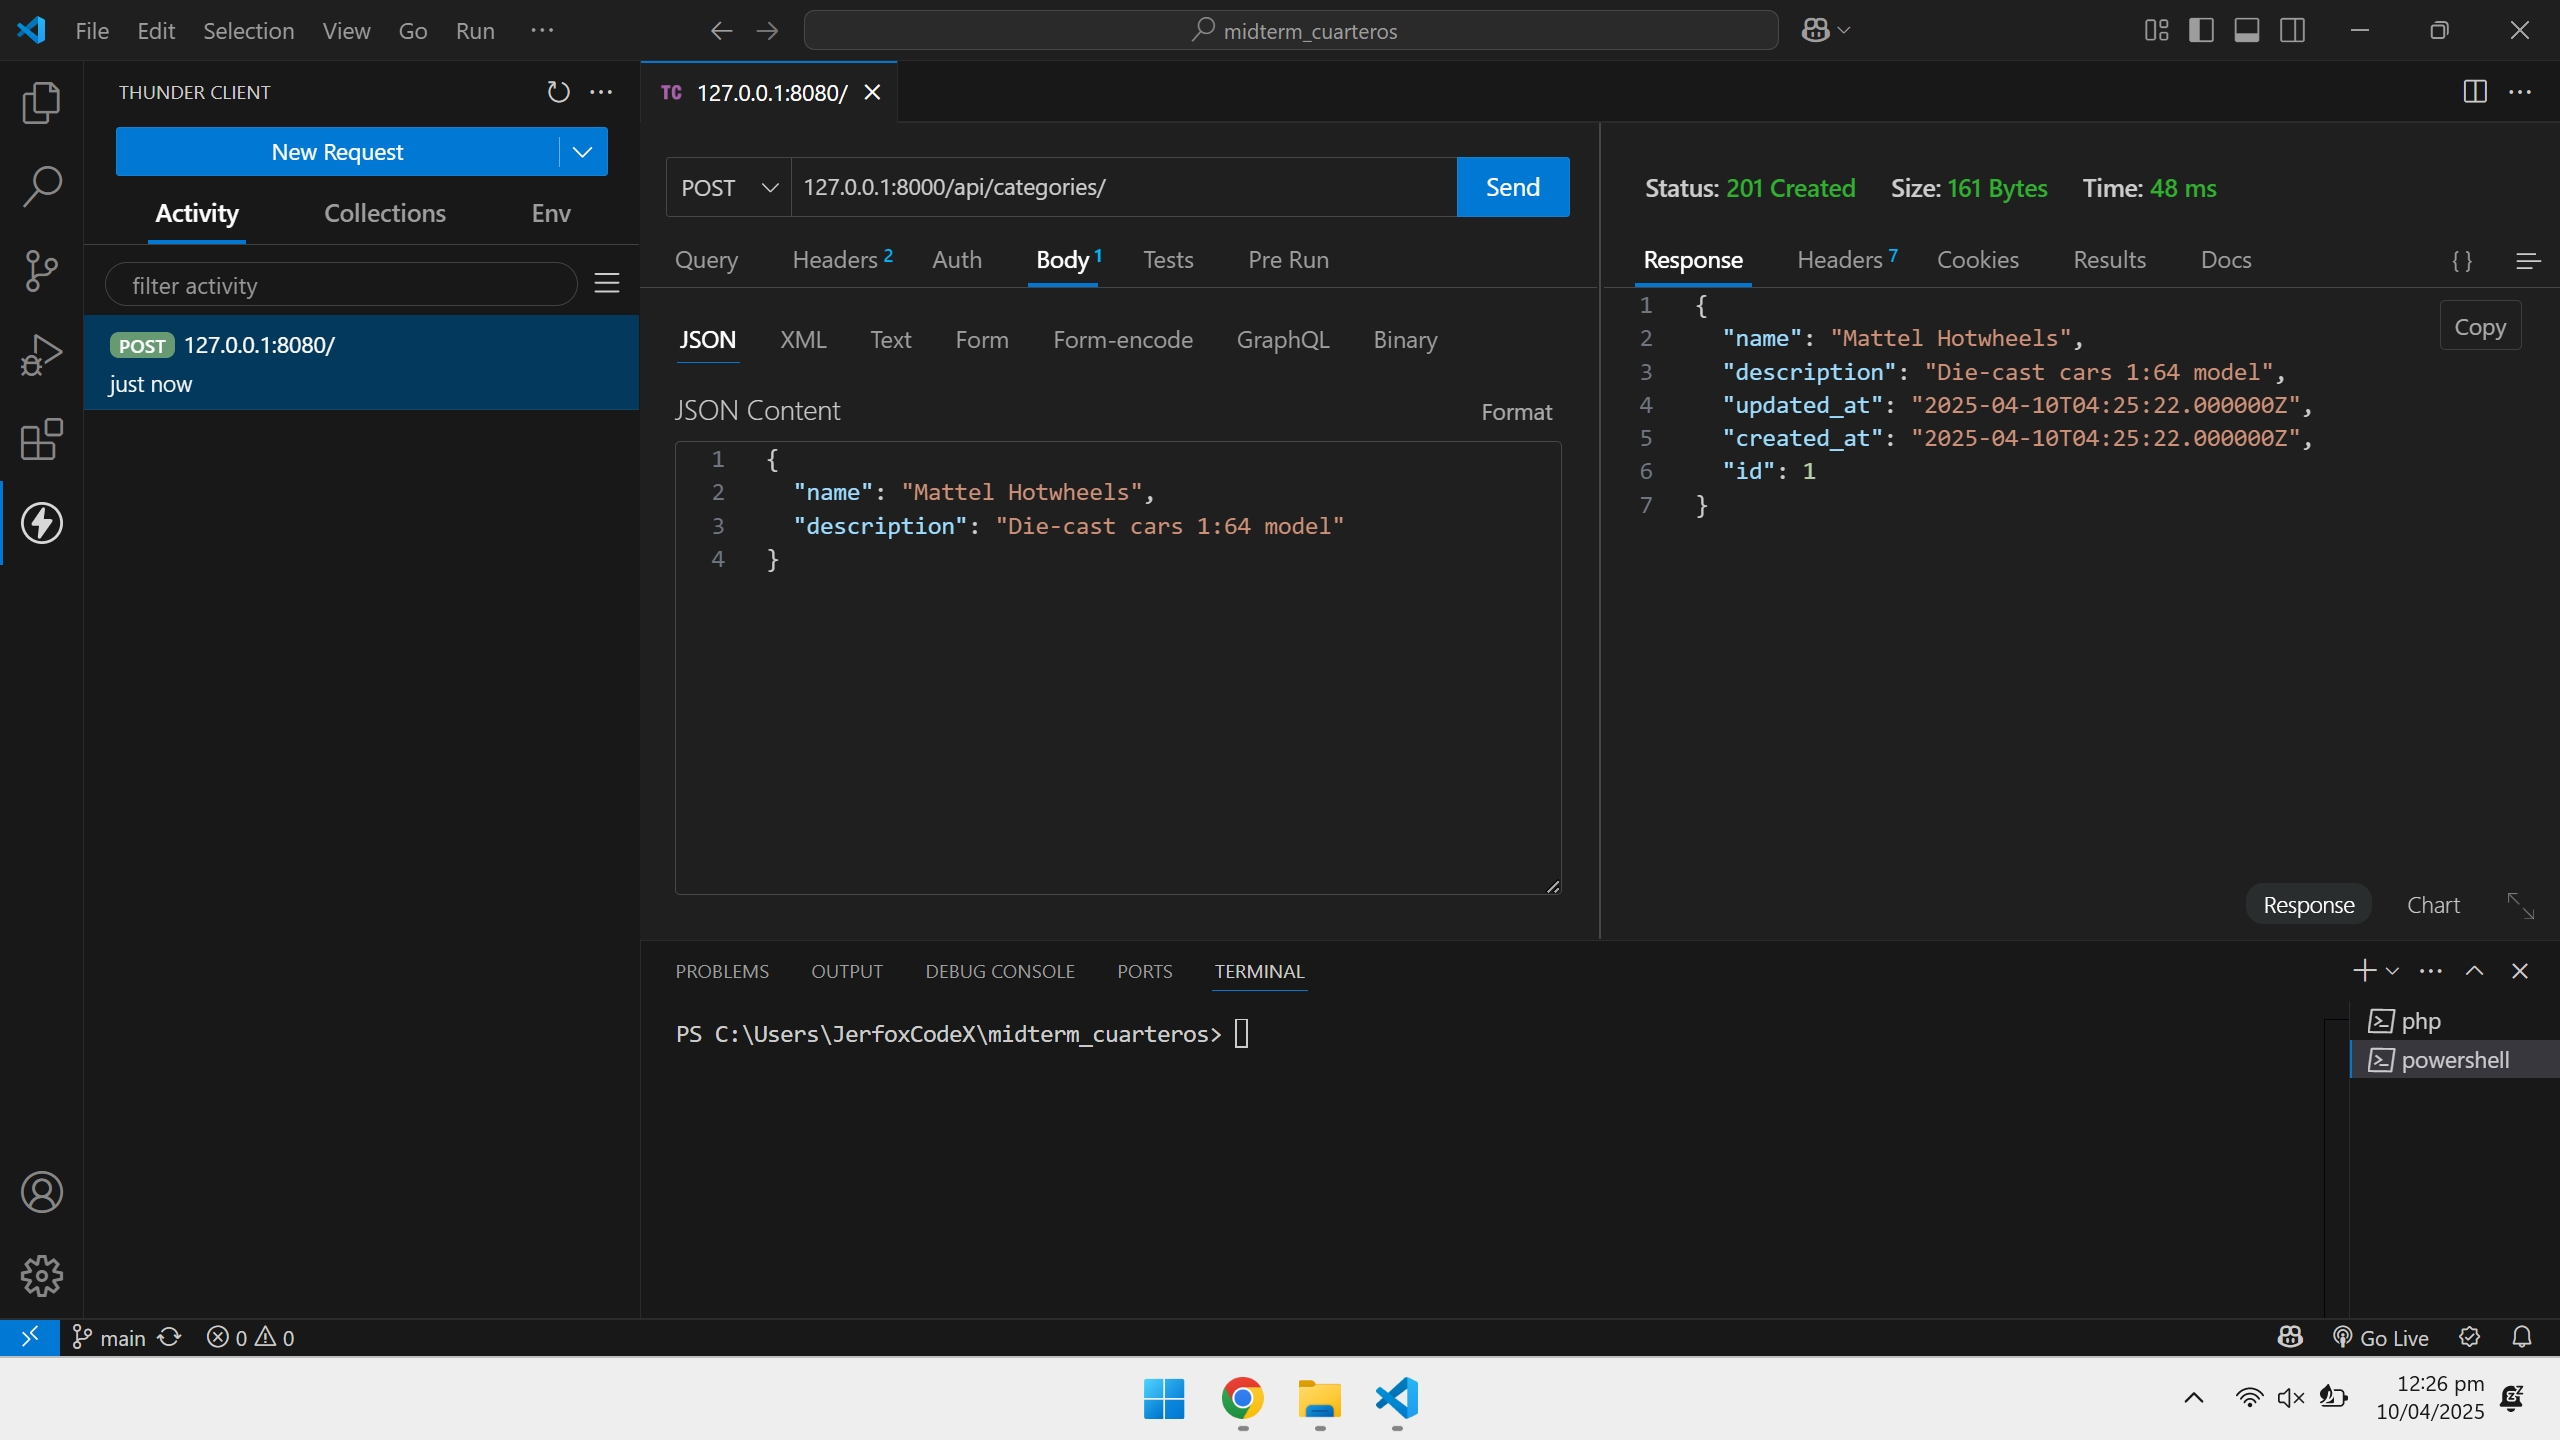 File Edit Selection View Go Run ···
midterm_cuarteros
THUNDER CLIENT
New Request
Activity Collections Env
filter activity
POST 127.0.0.1:8080/
just now
TC 127.0.0.1:8080/
POST 127.0.0.1:8000/api/categories/ Send
Query Headers 2 Auth Body 1 Tests Pre Run
JSON XML Text Form Form-encode GraphQL Binary
JSON Content Format
1 {
2 "name": "Mattel Hotwheels",
3 "description": "Die-cast cars 1:64 model"
4 }
Status: 201 Created Size: 161 Bytes Time: 48 ms
Response Headers 7 Cookies Results Docs {}
Copy
1 {
2 "name": "Mattel Hotwheels",
3 "description": "Die-cast cars 1:64 model",
4 "updated_at": "2025-04-10T04:25:22.000000Z",
5 "created_at": "2025-04-10T04:25:22.000000Z",
6 "id": 1
7 }
Response Chart
PROBLEMS OUTPUT DEBUG CONSOLE PORTS TERMINAL
PS C:\Users\JerfoxCodeX\midterm_cuarteros>
php
powershell
main 0 0 Go Live
12:26 pm
10/04/2025